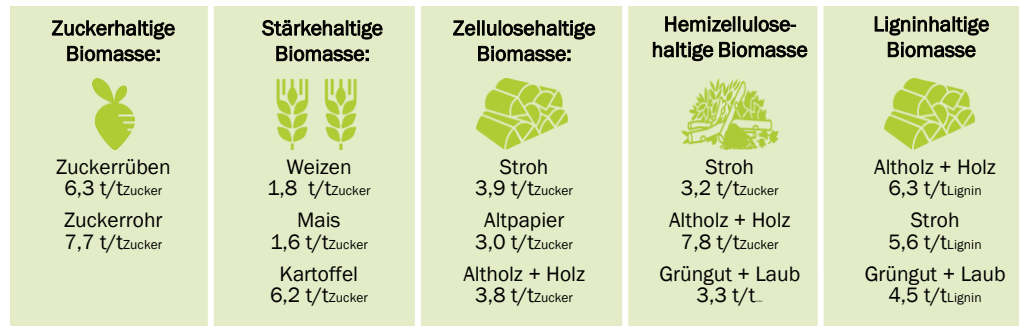 Zuckerhaltige
Biomasse:
Zuckerrüben
6,3 t/tZucker
Zuckerrohr
7,7 t/tZucker
Stärkehaltige
Biomasse:
Weizen
1,8 t/tZucker
Mais
1,6 t/tZucker
Kartoffel
6,2 t/tZucker
Zellulosehaltige
Biomasse:
Stroh
3,9 t/tZucker
Altpapier
3,0 t/tZucker
Altholz + Holz
3,8 t/tZucker
Hemizellulose-
haltige Biomasse
Stroh
3,2 t/tZucker
Altholz + Holz
7,8 t/tZucker
Grüngut + Laub
3,3 t/t...
Ligninhaltige
Biomasse
Altholz + Holz
6,3 t/tLignin
Stroh
5,6 t/tLignin
Grüngut + Laub
4,5 t/tLignin